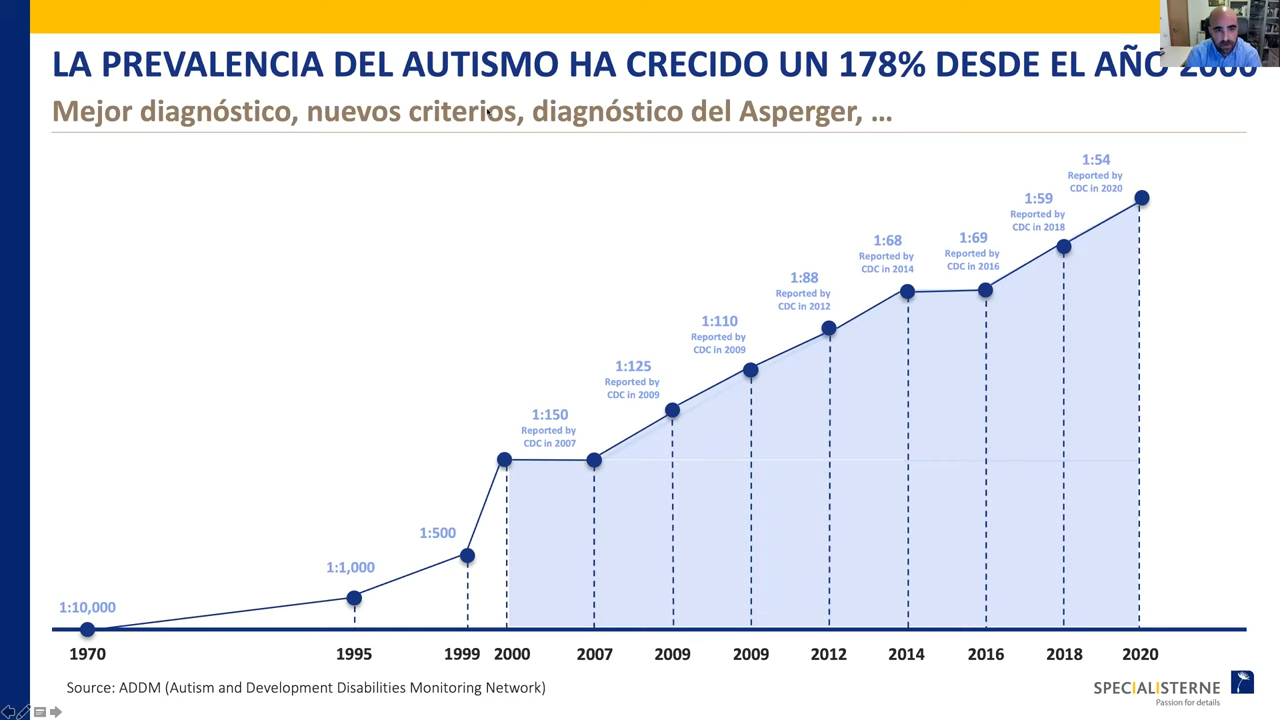 LA PREVALENCIA DEL AUTISMO HA CRECIDO UN 178% DESDE EL AÑO 2000
Mejor diagnóstico, nuevos criterios, diagnóstico del Asperger, ...
1:54
Reported by
CDC in 2020
1:59
Reported by
CDC in 2018
1:69
Reported by
CDC in 2016
1:68
Reported by
CDC in 2014
1:88
Reported by
CDC in 2012
1:110
Reported by
CDC in 2009
1:125
Reported by
CDC in 2009
1:150
Reported by
CDC in 2007
1:500
1:1,000
1:10,000
1970 1995 1999 2000 2007 2009 2009 2012 2014 2016 2018 2020
Source: ADDM (Autism and Development Disabilities Monitoring Network)
SPECIALISTERNE
Passion for details